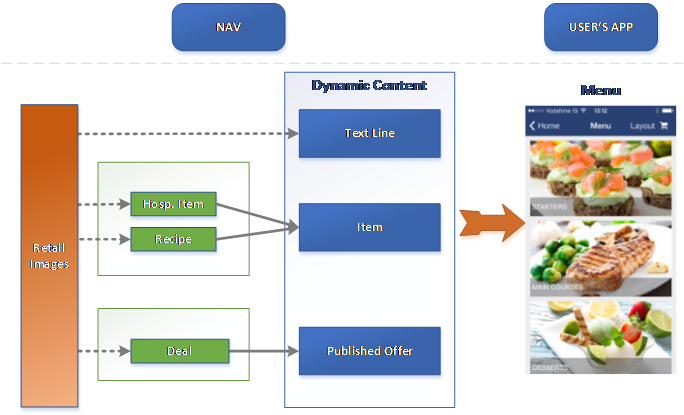 NAV
USER'S APP
Dynamic Content
Menu
Text Line
Vodafone IS 13:12
Home Menu Layout
STARTERS
Hosp. Item
Recipe
Item
Retail
Images
MAIN COURSES
Deal
Published Offer
DESSERTS